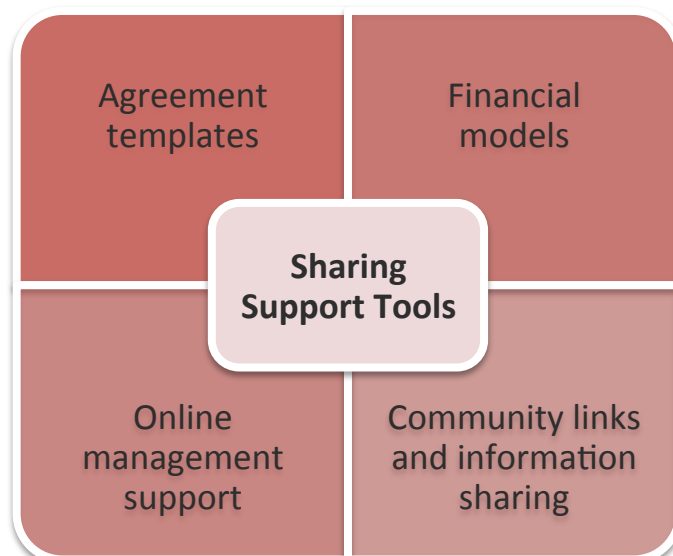 Agreement
templates
Financial
models
Sharing
Support Tools
Online
management
support
Community links
and information
sharing